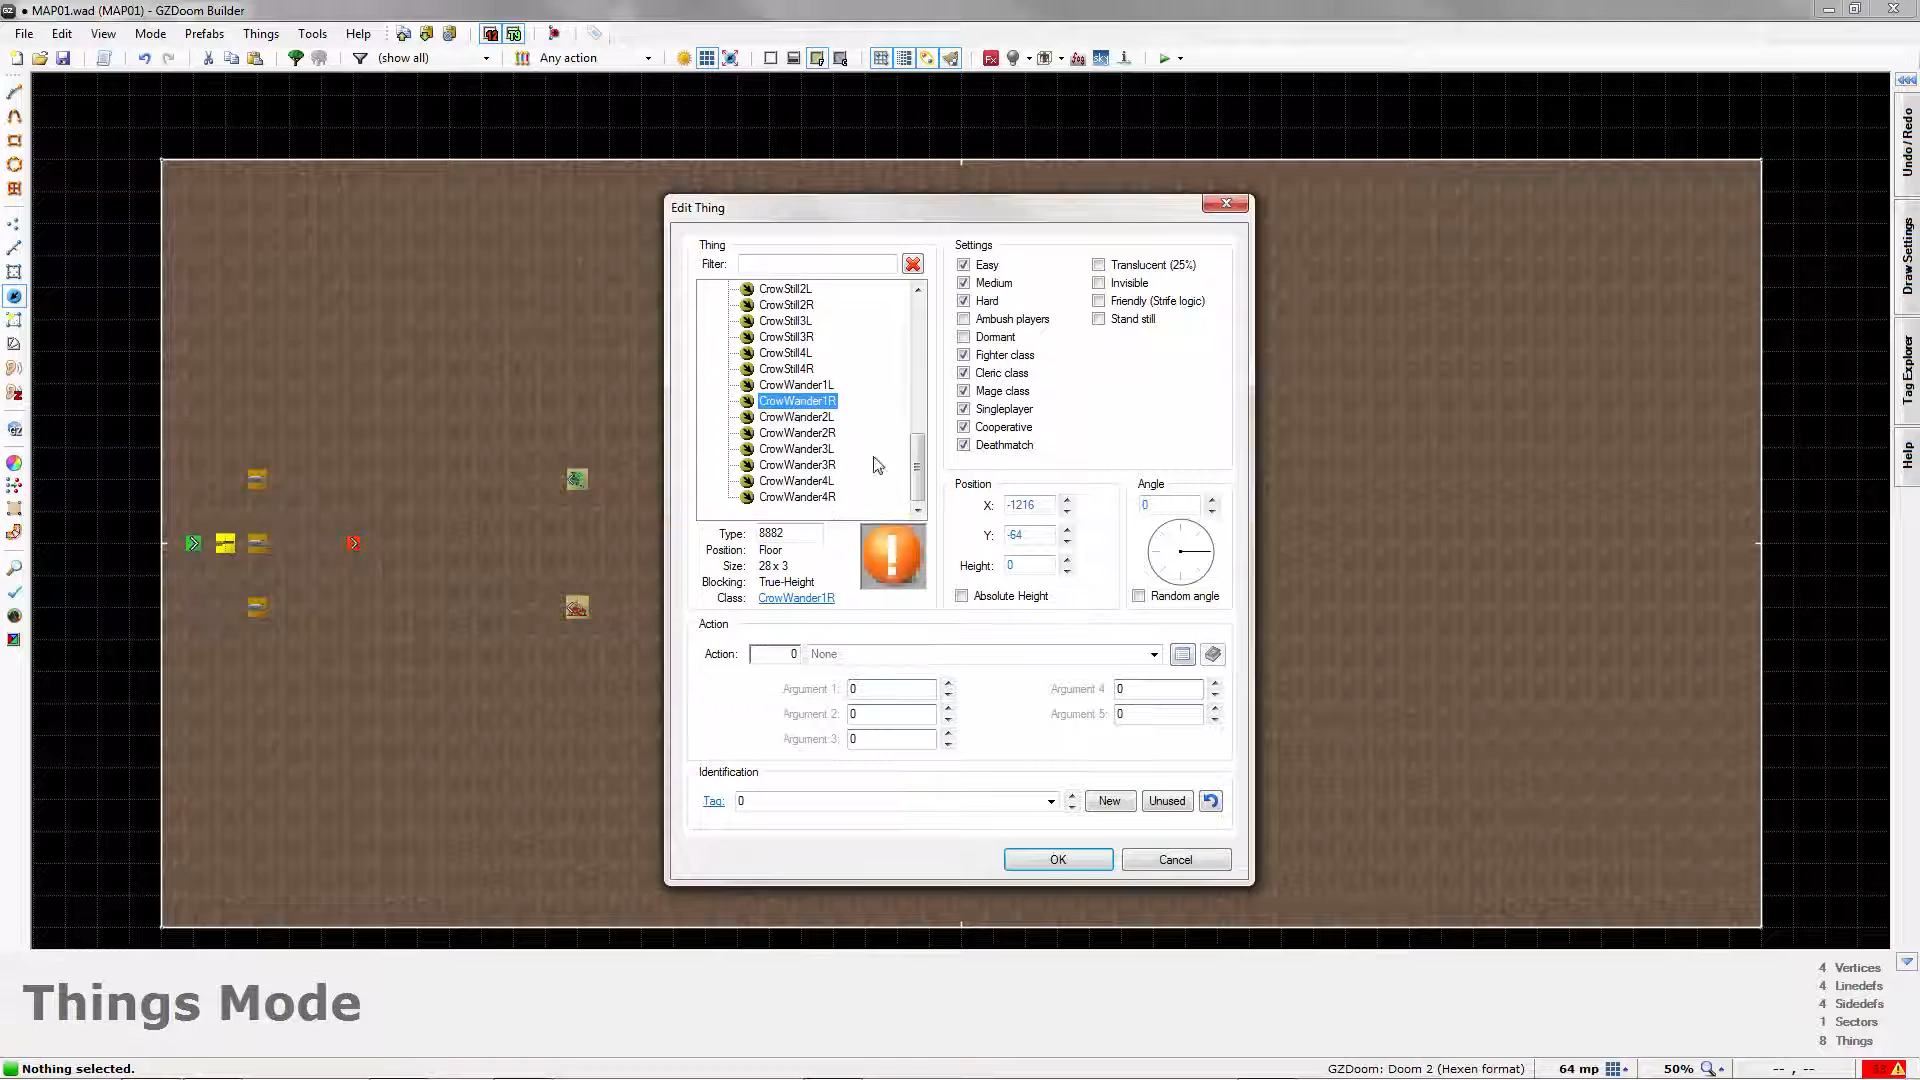 MAP01.wad (MAP01) - GZDoom Builder
File Edit View Mode Prefabs Things Tools Help
(show all) Any action
Undo / Redo
Draw Settings
Tag Explorer
Help
Edit Thing
Thing
Filter:
CrowStill2L
CrowStill2R
CrowStill3L
CrowStill3R
CrowStill4L
CrowStill4R
CrowWander1L
CrowWander1R
CrowWander2L
CrowWander2R
CrowWander3L
CrowWander3R
CrowWander4L
CrowWander4R
Type: 8882
Position: Floor
Size: 28 x 3
Blocking: True-Height
Class: CrowWander1R
Settings
Easy
Medium
Hard
Ambush players
Dormant
Fighter class
Cleric class
Mage class
Singleplayer
Cooperative
Deathmatch
Translucent (25%)
Invisible
Friendly (Strife logic)
Stand still
Position
X: -1216
Y: -64
Height: 0
Absolute Height
Angle
0
Random angle
Action
Action: 0 None
Argument 1: 0 Argument 4 0
Argument 2: 0 Argument 5: 0
Argument 3: 0
Identification
Tag: 0 New Unused
OK Cancel
Things Mode
4 Vertices
4 Linedefs
4 Sidedefs
1 Sectors
8 Things
Nothing selected. GZDoom: Doom 2 (Hexen format) 64 mp 50% -- , --